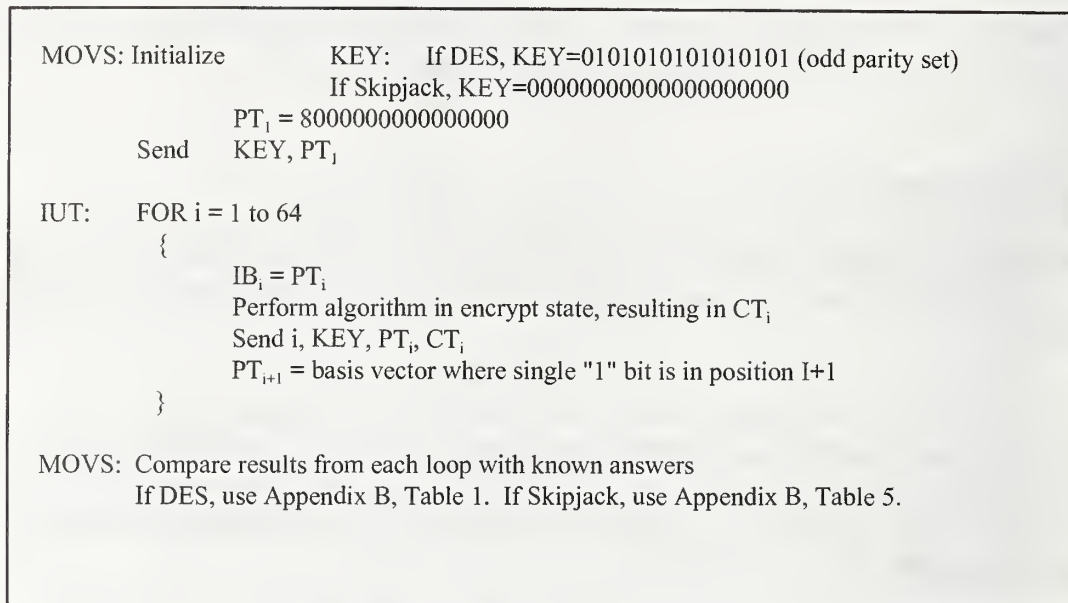 MOVS: Initialize KEY: If DES, KEY=0101010101010101 (odd parity set)
If Skipjack, KEY=00000000000000000000
PT₁ = 8000000000000000
Send KEY, PT₁
IUT: FOR i = 1 to 64
{
IBᵢ = PTᵢ
Perform algorithm in encrypt state, resulting in CTᵢ
Send i, KEY, PTᵢ, CTᵢ
PTᵢ₊₁ = basis vector where single "1" bit is in position I+1
}
MOVS: Compare results from each loop with known answers
If DES, use Appendix B, Table 1. If Skipjack, use Appendix B, Table 5.